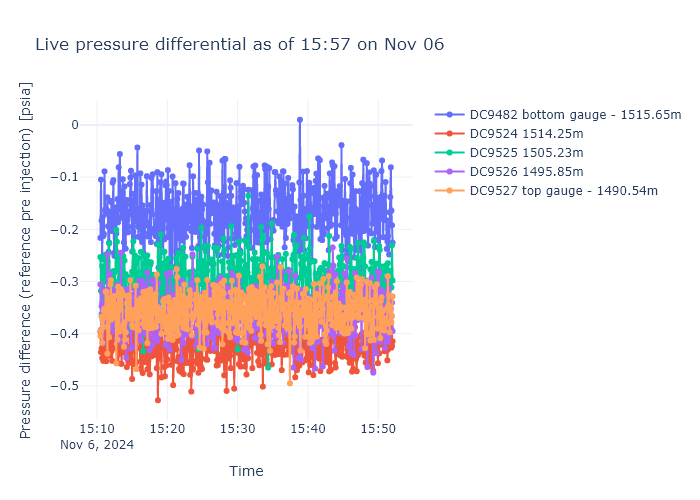 Live pressure differential as of 15:57 on Nov 06
Pressure difference (reference pre injection) [psia]
0
−0.1
−0.2
−0.3
−0.4
−0.5
15:10
Nov 6, 2024
15:20
15:30
15:40
15:50
Time
DC9482 bottom gauge - 1515.65m
DC9524 1514.25m
DC9525 1505.23m
DC9526 1495.85m
DC9527 top gauge - 1490.54m